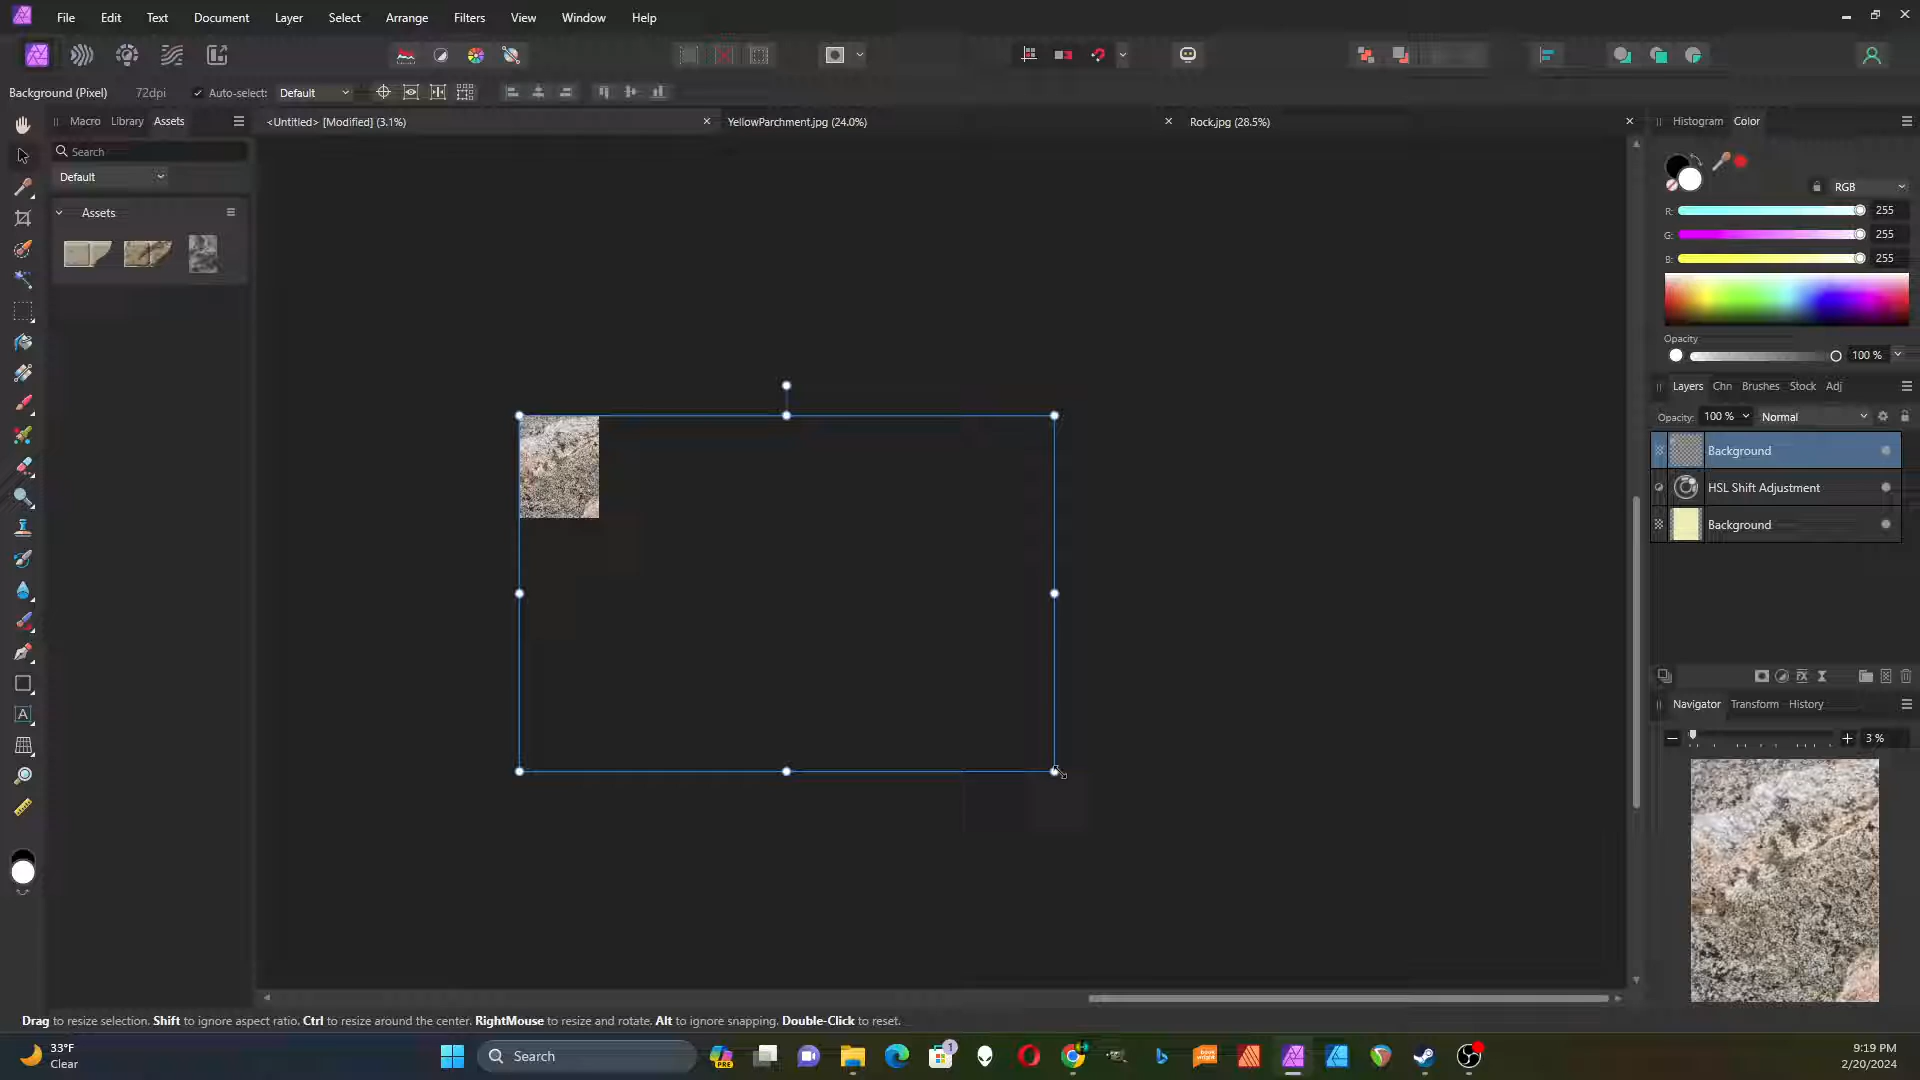 File Edit Text Document Layer Select Arrange Filters View Window Help
Background (Pixel) 72dpi Auto-select: Default
Macro Library Assets
<Untitled> [Modified] (3.1%) YellowParchment.jpg (24.0%) Rock.jpg (28.5%)
Histogram Color
Search
Default
Assets
RGB
R: 255
G: 255
B: 255
Opacity
100 %
Layers Chn Brushes Stock Adj
Opacity: 100 % Normal
Background
HSL Shift Adjustment
Background
Navigator Transform History
3 %
Drag to resize selection. Shift to ignore aspect ratio. Ctrl to resize around the center. RightMouse to resize and rotate. Alt to ignore snapping. Double-Click to reset.
33°F
Clear
Search
PRE
1
9:19 PM
2/20/2024